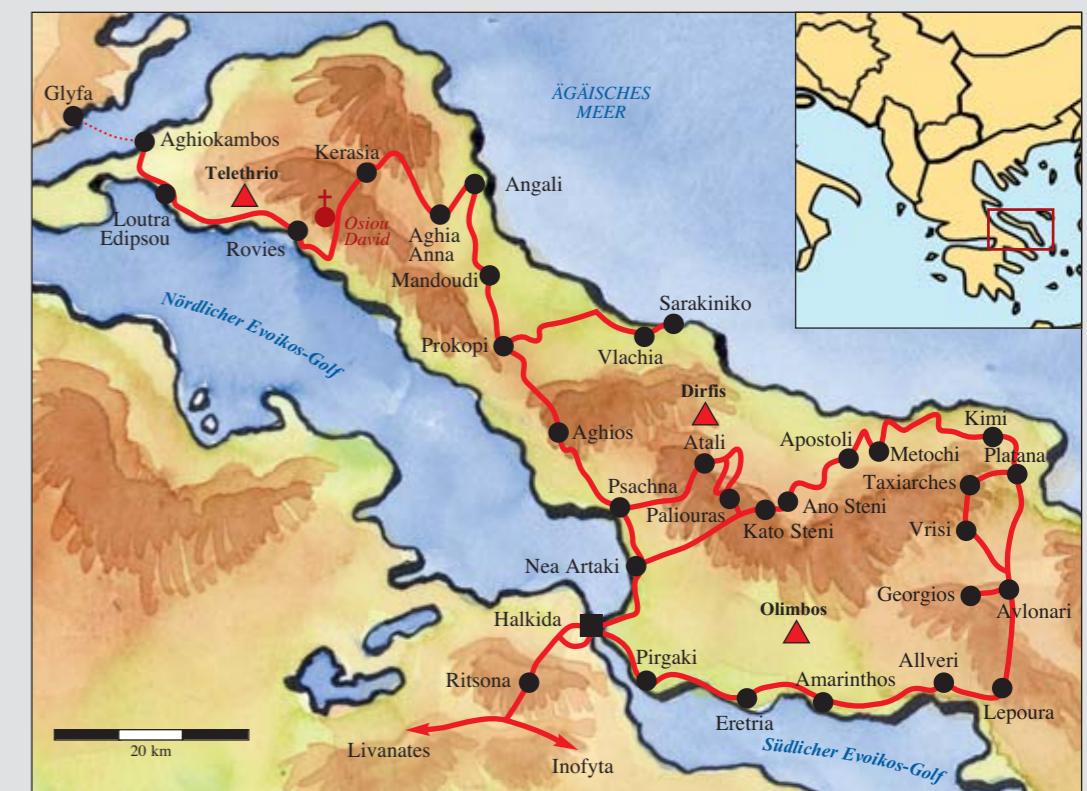 ÄGÄISCHES
MEER
Glyfa
Aghiokambos
Kerasia
Telethrio
Angali
Loutra
Edipsou
Osiou
David
Aghia
Anna
Rovies
Mandoudi
Nördlicher Evoikos-Golf
Sarakiniko
Prokopi
Vlachia
Dirfis
Aghios
Atali
Apostoli
Kimi
Metochi
Platana
Taxiarches
Psachna
Paliouras
Ano Steni
Kato Steni
Vrisi
Nea Artaki
Georgios
Avlonari
Olimbos
Halkida
Pirgaki
Allveri
Ritsona
Amarinthos
Eretria
Lepoura
20 km
Livanates
Inofyta
Südlicher Evoikos-Golf